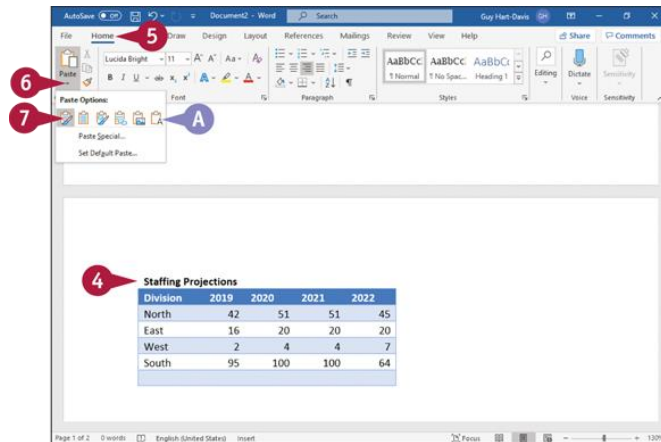 AutoSave Off Document2 - Word Search Guy Hart-Davis GH
File Home Draw Design Layout References Mailings Review View Help Share Comments
5
Lucida Bright 11 A A Aa A
Paste
B I U ab x x A A
AaBbCc AaBbCc AaBbCc
¶ Normal ¶ No Spac... Heading 1
Editing Dictate Sensitivity
6
Font Paragraph Styles Voice Sensitivity
Paste Options:
7 A
Paste Special...
Set Default Paste...
4 Staffing Projections
Division 2019 2020 2021 2022
North 42 51 51 45
East 16 20 20 20
West 2 4 4 7
South 95 100 100 64
Page 1 of 2 0 words English (United States) Insert Focus